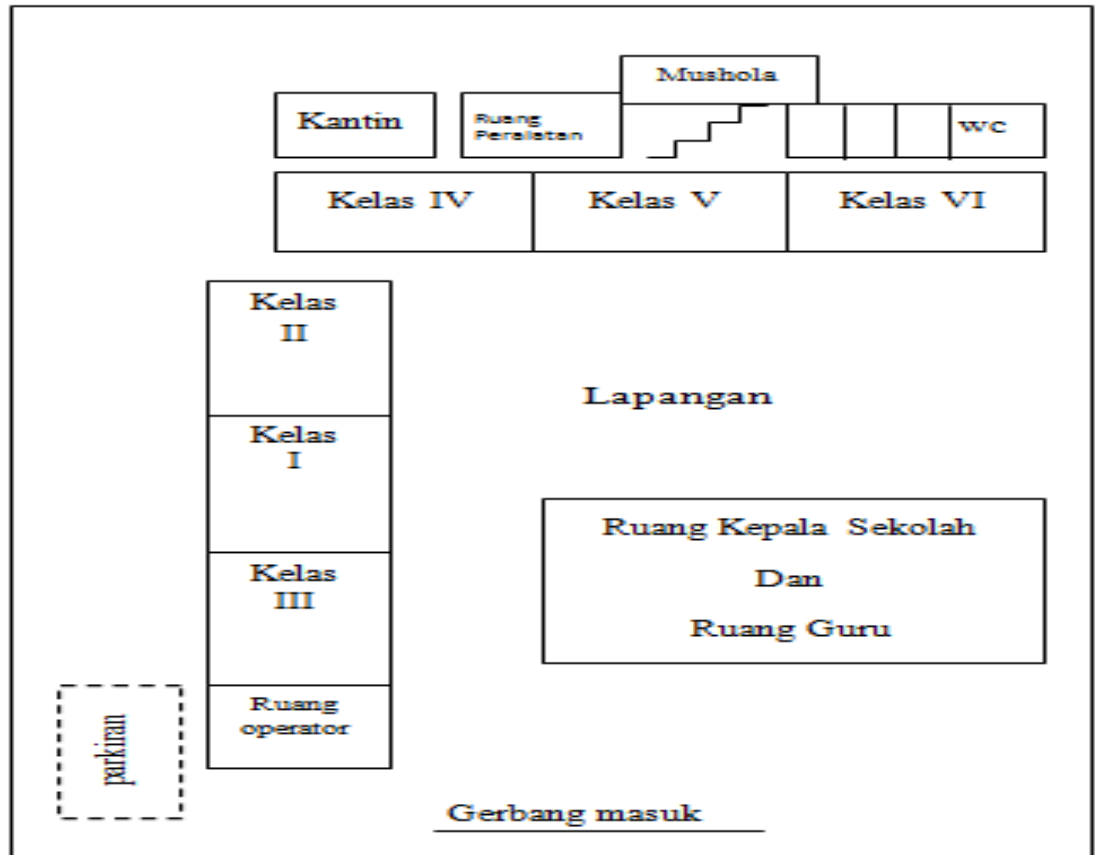 Mushola
Kantin
Ruang
Peralatan
wc
Kelas IV
Kelas V
Kelas VI
Kelas
II
Lapangan
Kelas
I
Ruang Kepala Sekolah
Dan
Ruang Guru
Kelas
III
Ruang
operator
parkiran
Gerbang masuk